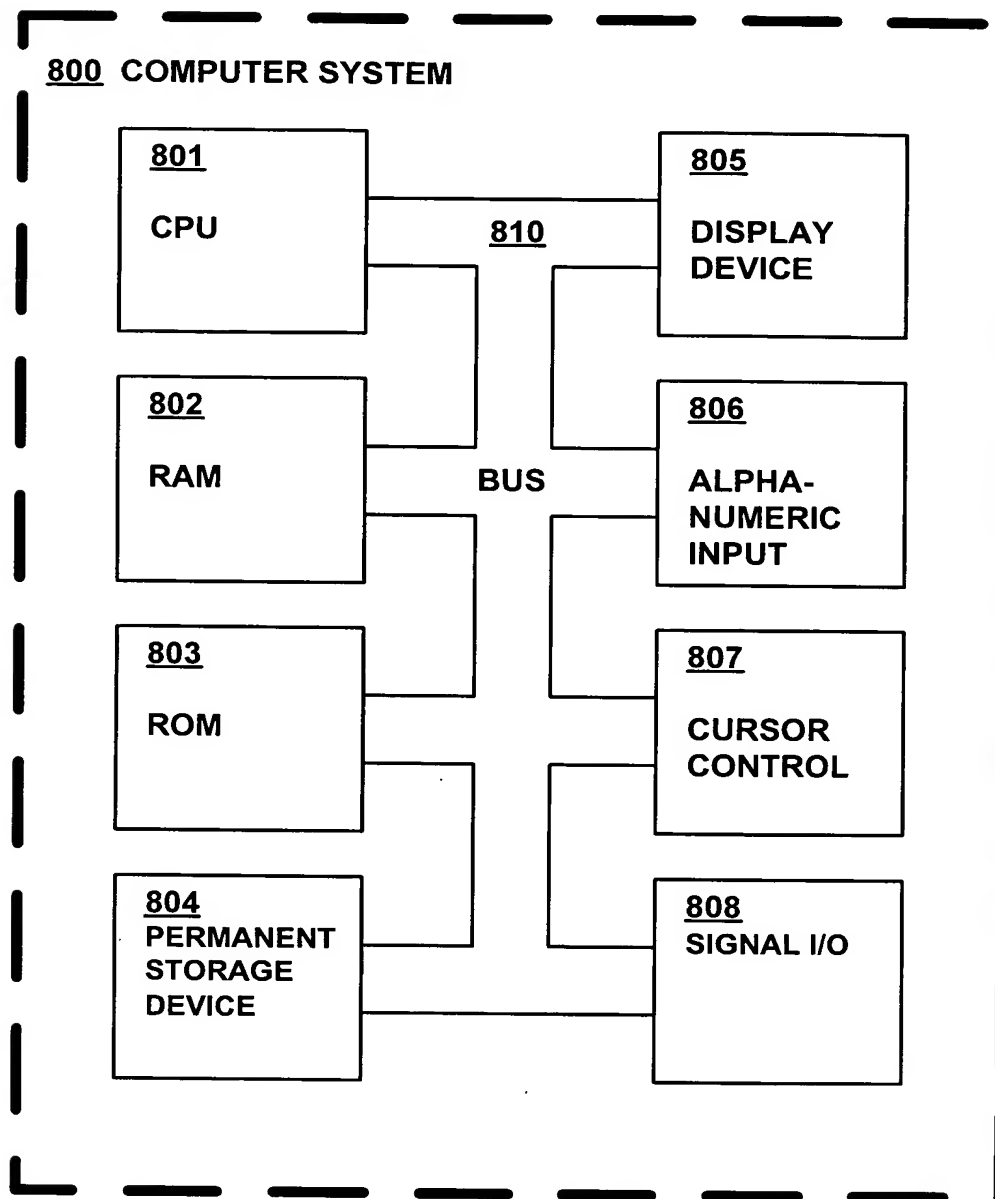 800 COMPUTER SYSTEM
801
CPU
805
DISPLAY
DEVICE
810
802
RAM
806
ALPHA-
NUMERIC
INPUT
BUS
803
ROM
807
CURSOR
CONTROL
804
PERMANENT
STORAGE
DEVICE
808
SIGNAL I/O